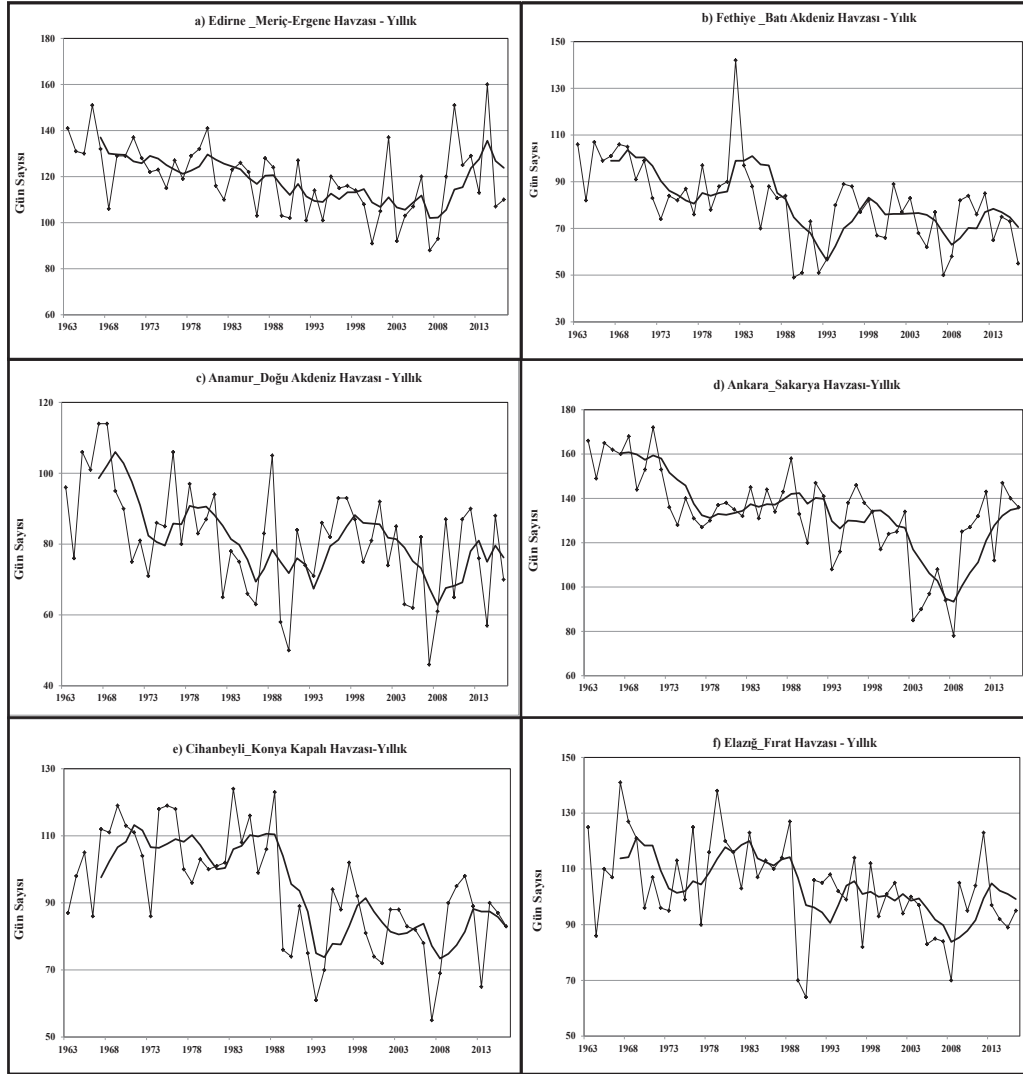 a) Edirne _Meriç-Ergene Havzası - Yıllık
Gün Sayısı
180
160
140
120
100
80
60
1963 1968 1973 1978 1983 1988 1993 1998 2003 2008 2013
b) Fethiye _Batı Akdeniz Havzası - Yılık
Gün Sayısı
150
130
110
90
70
50
30
1963 1968 1973 1978 1983 1988 1993 1998 2003 2008 2013
c) Anamur_Doğu Akdeniz Havzası - Yıllık
Gün Sayısı
120
100
80
60
40
1963 1968 1973 1978 1983 1988 1993 1998 2003 2008 2013
d) Ankara_Sakarya Havzası-Yıllık
Gün Sayısı
180
160
140
120
100
80
60
1963 1968 1973 1978 1983 1988 1993 1998 2003 2008 2013
e) Cihanbeyli_Konya Kapalı Havzası-Yıllık
Gün Sayısı
130
110
90
70
50
1963 1968 1973 1978 1983 1988 1993 1998 2003 2008 2013
f) Elazığ_Fırat Havzası - Yıllık
Gün Sayısı
150
130
110
90
70
50
1963 1968 1973 1978 1983 1988 1993 1998 2003 2008 2013